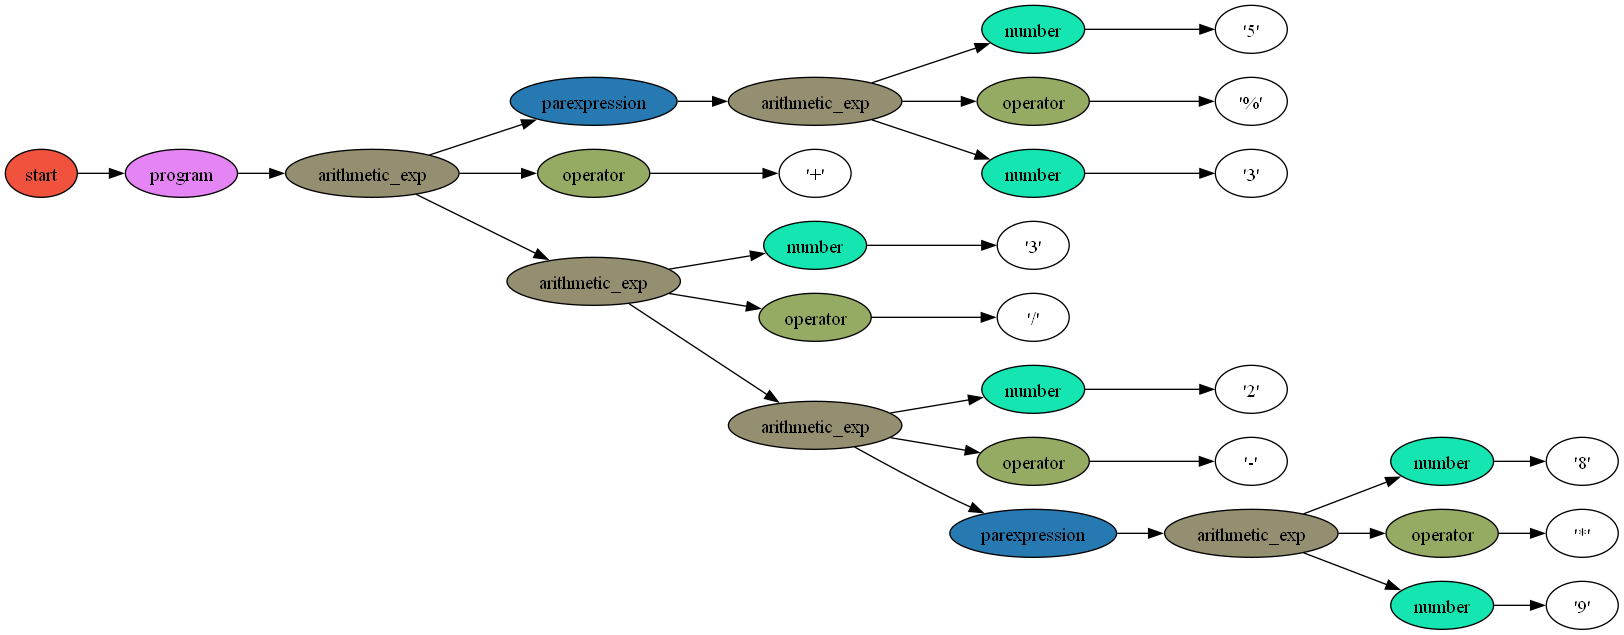 number
'5'
parexpression
arithmetic_exp
operator
'%'
start
program
arithmetic_exp
operator
'+'
number
'3'
number
'3'
arithmetic_exp
operator
'/'
number
'2'
arithmetic_exp
operator
'-'
number
'8'
parexpression
arithmetic_exp
operator
'*'
number
'9'